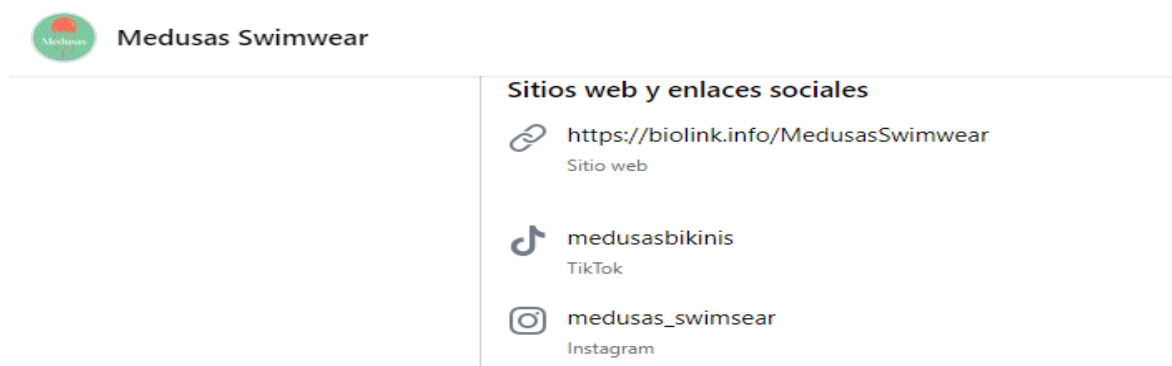 Medusas
Medusas Swimwear
Sitios web y enlaces sociales
https://biolink.info/MedusasSwimwear
Sitio web
medusasbikinis
TikTok
medusas_swimsear
Instagram